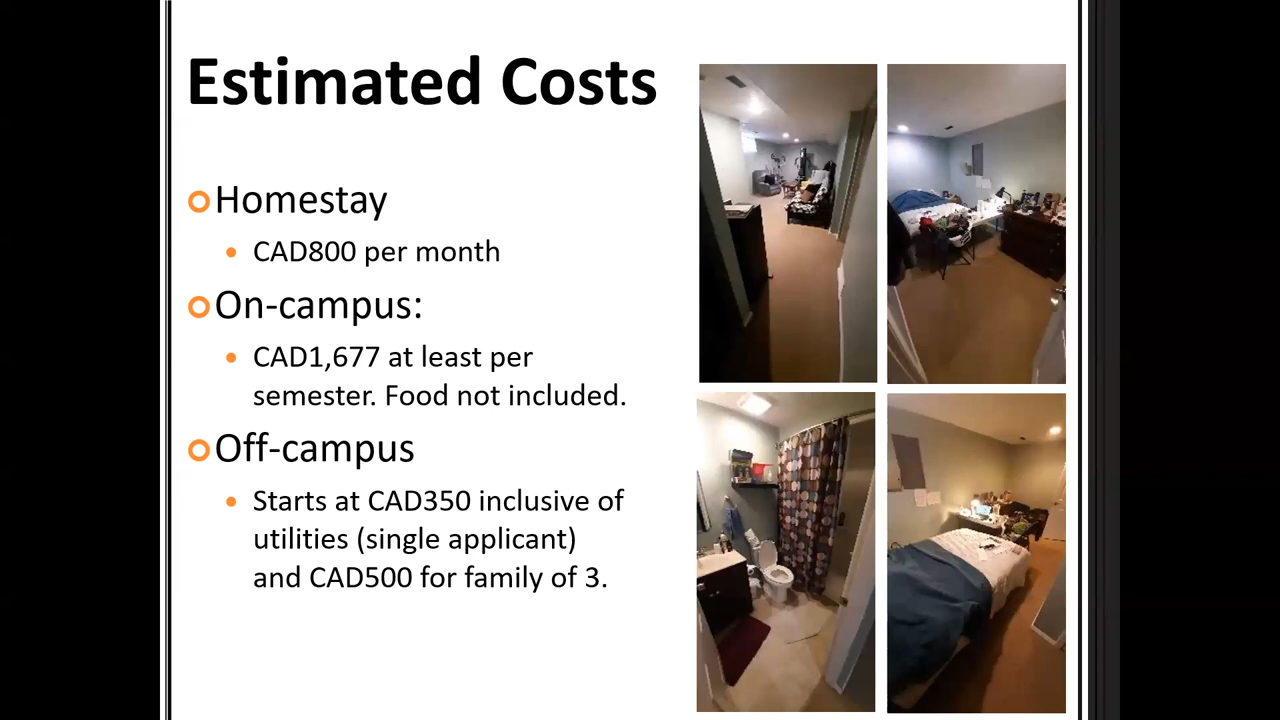 Estimated Costs
Homestay
CAD800 per month
On-campus:
CAD1,677 at least per
semester. Food not included.
Off-campus
Starts at CAD350 inclusive of
utilities (single applicant)
and CAD500 for family of 3.